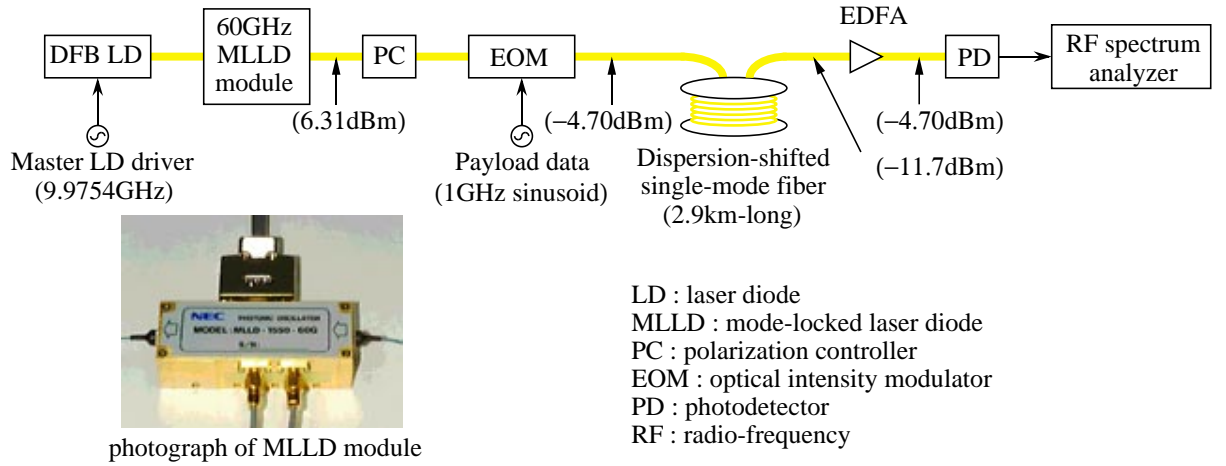 EDFA
DFB LD
60GHz
MLLD
module
PC
EOM
PD
RF spectrum
analyzer
(6.31dBm)
(−4.70dBm)
(−4.70dBm)
(−11.7dBm)
Master LD driver
(9.9754GHz)
Payload data
(1GHz sinusoid)
Dispersion-shifted
single-mode fiber
(2.9km-long)
NEC PHOTONIC OSCILLATOR
MODEL : MLLD - 1550 - 60G
S/N:
photograph of MLLD module
LD : laser diode
MLLD : mode-locked laser diode
PC : polarization controller
EOM : optical intensity modulator
PD : photodetector
RF : radio-frequency